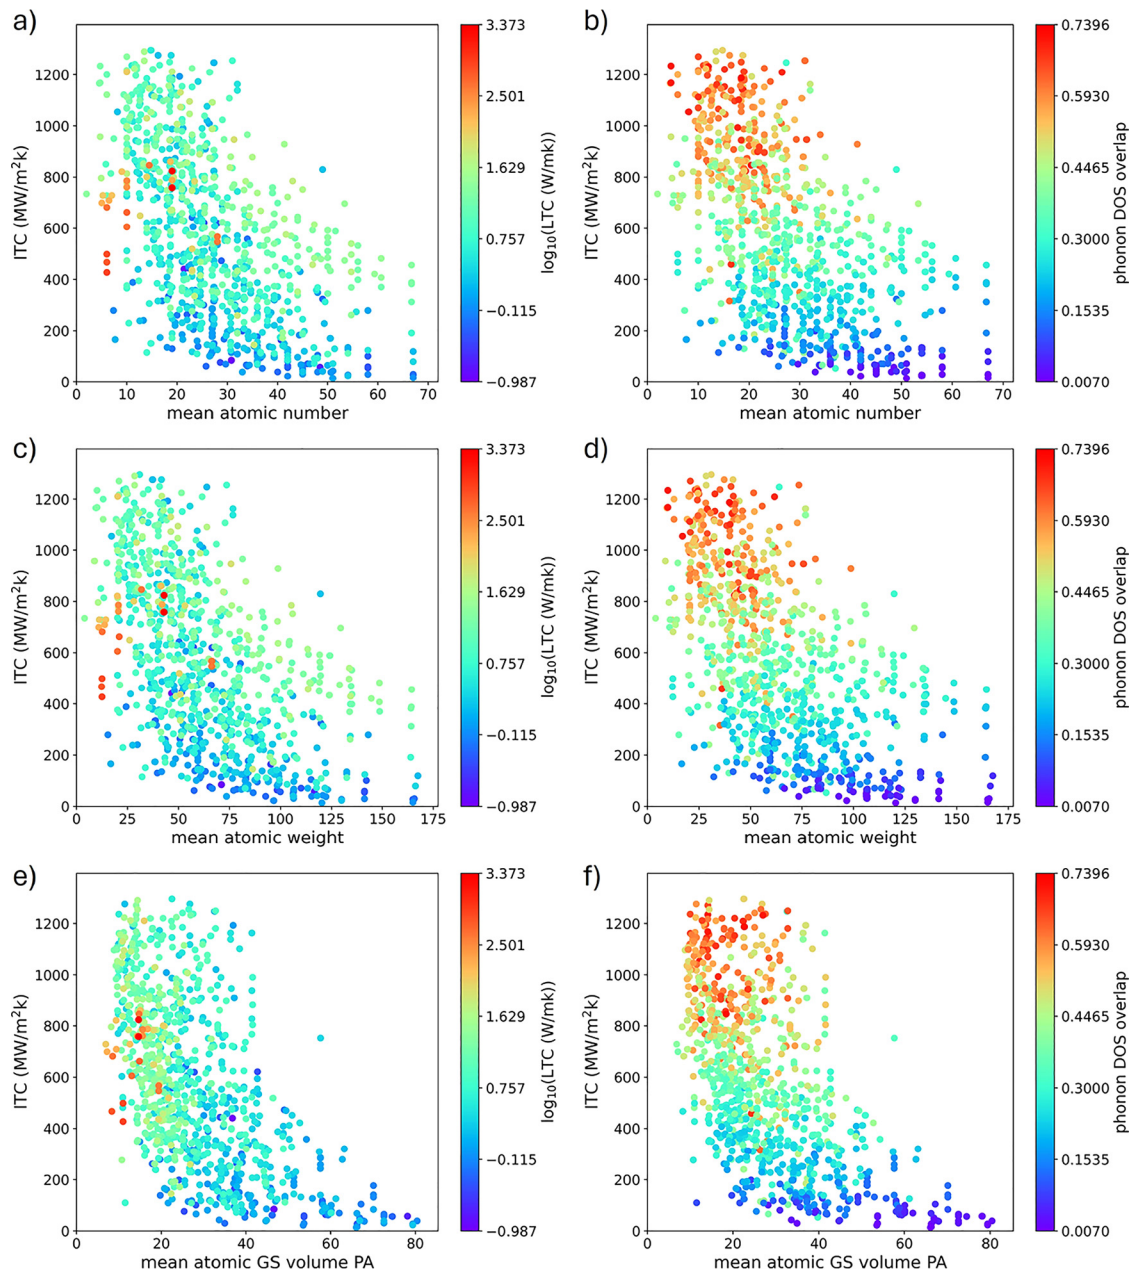 a)
ITC (MW/m²k)
1200
1000
800
600
400
200
0
0 10 20 30 40 50 60 70
mean atomic number
3.373
2.501
1.629
0.757
−0.115
−0.987
log₁₀(LTC (W/mk))
b)
ITC (MW/m²k)
1200
1000
800
600
400
200
0
0 10 20 30 40 50 60 70
mean atomic number
0.7396
0.5930
0.4465
0.3000
0.1535
0.0070
phonon DOS overlap
c)
ITC (MW/m²k)
1200
1000
800
600
400
200
0
0 25 50 75 100 125 150 175
mean atomic weight
3.373
2.501
1.629
0.757
−0.115
−0.987
log₁₀(LTC (W/mk))
d)
ITC (MW/m²k)
1200
1000
800
600
400
200
0
0 25 50 75 100 125 150 175
mean atomic weight
0.7396
0.5930
0.4465
0.3000
0.1535
0.0070
phonon DOS overlap
e)
ITC (MW/m²k)
1200
1000
800
600
400
200
0
0 20 40 60 80
mean atomic GS volume PA
3.373
2.501
1.629
0.757
−0.115
−0.987
log₁₀(LTC (W/mk))
f)
ITC (MW/m²k)
1200
1000
800
600
400
200
0
0 20 40 60 80
mean atomic GS volume PA
0.7396
0.5930
0.4465
0.3000
0.1535
0.0070
phonon DOS overlap